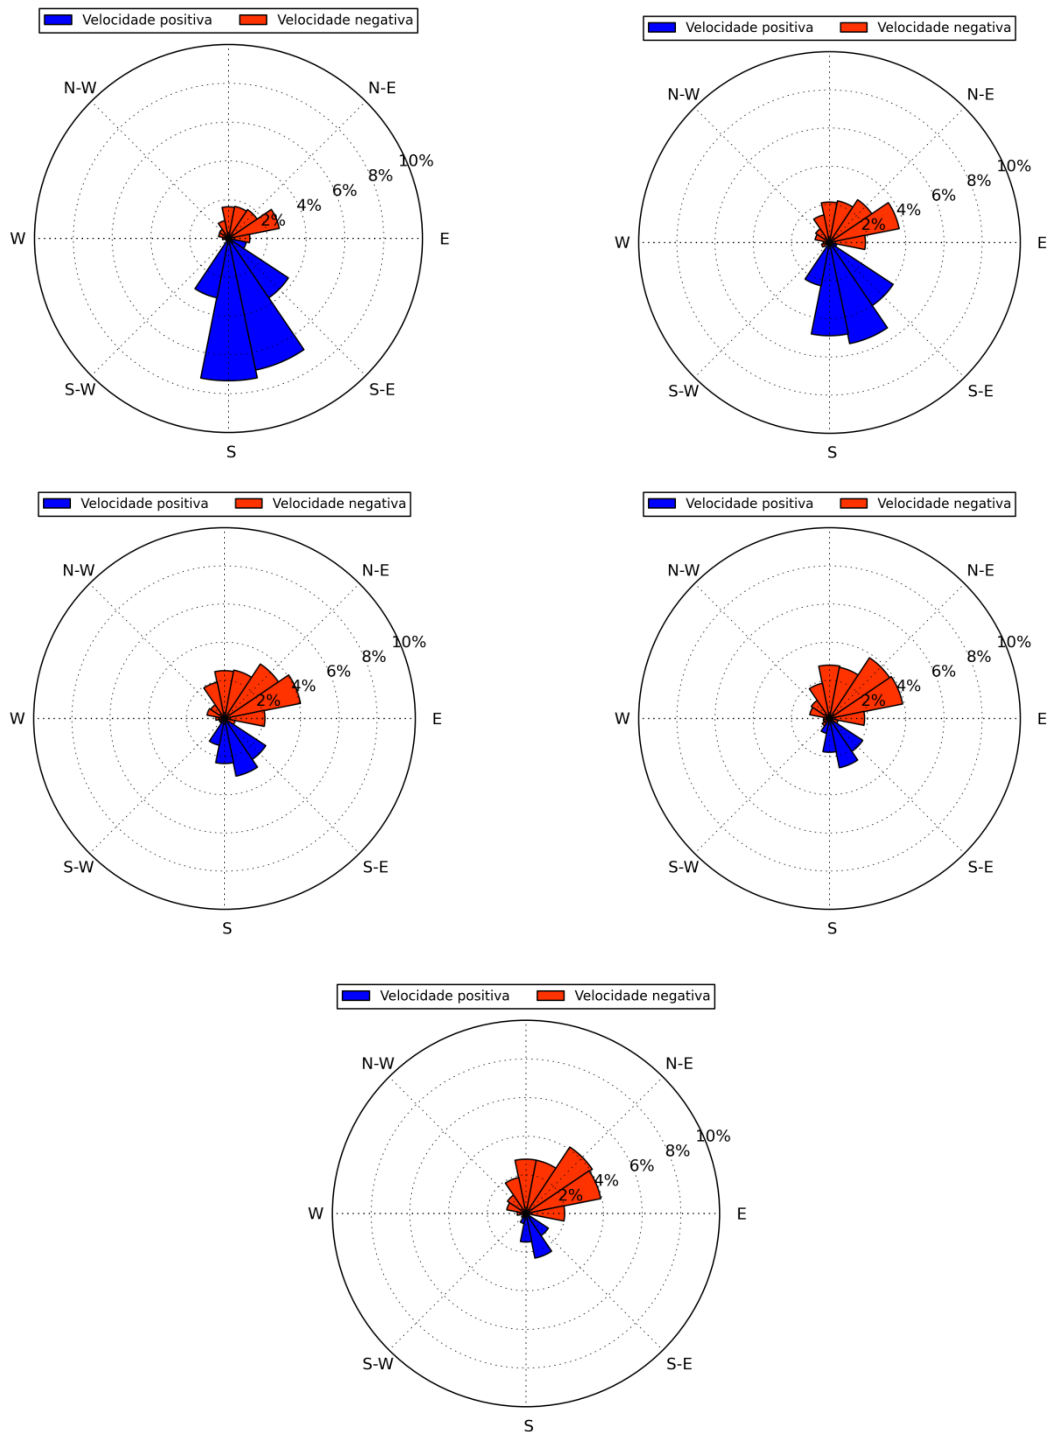 Velocidade positiva Velocidade negativa
N-W N-E
10%
8%
6%
4%
2%
W E
S-W S-E
S
Velocidade positiva Velocidade negativa
N-W N-E
10%
8%
6%
4%
2%
W E
S-W S-E
S
Velocidade positiva Velocidade negativa
N-W N-E
10%
8%
6%
4%
2%
W E
S-W S-E
S
Velocidade positiva Velocidade negativa
N-W N-E
10%
8%
6%
4%
2%
W E
S-W S-E
S
Velocidade positiva Velocidade negativa
N-W N-E
10%
8%
6%
4%
2%
W E
S-W S-E
S